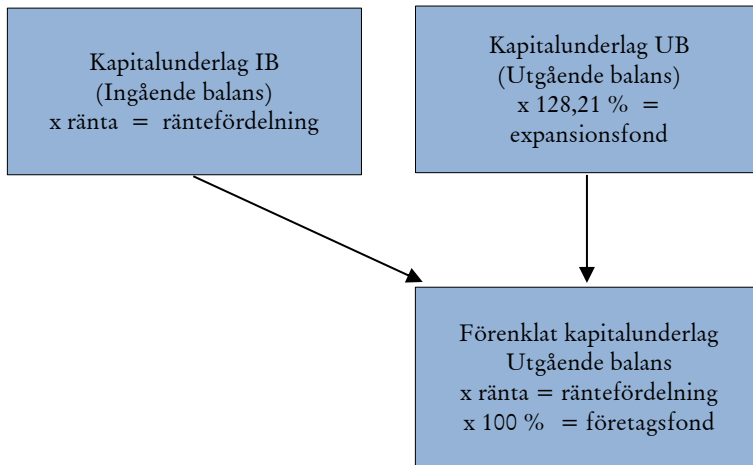 Kapitalunderlag IB
(Ingående balans)
x ränta = räntefördelning
Kapitalunderlag UB
(Utgående balans)
x 128,21 % =
expansionsfond
Förenklat kapitalunderlag
Utgående balans
x ränta = räntefördelning
x 100 % = företagsfond